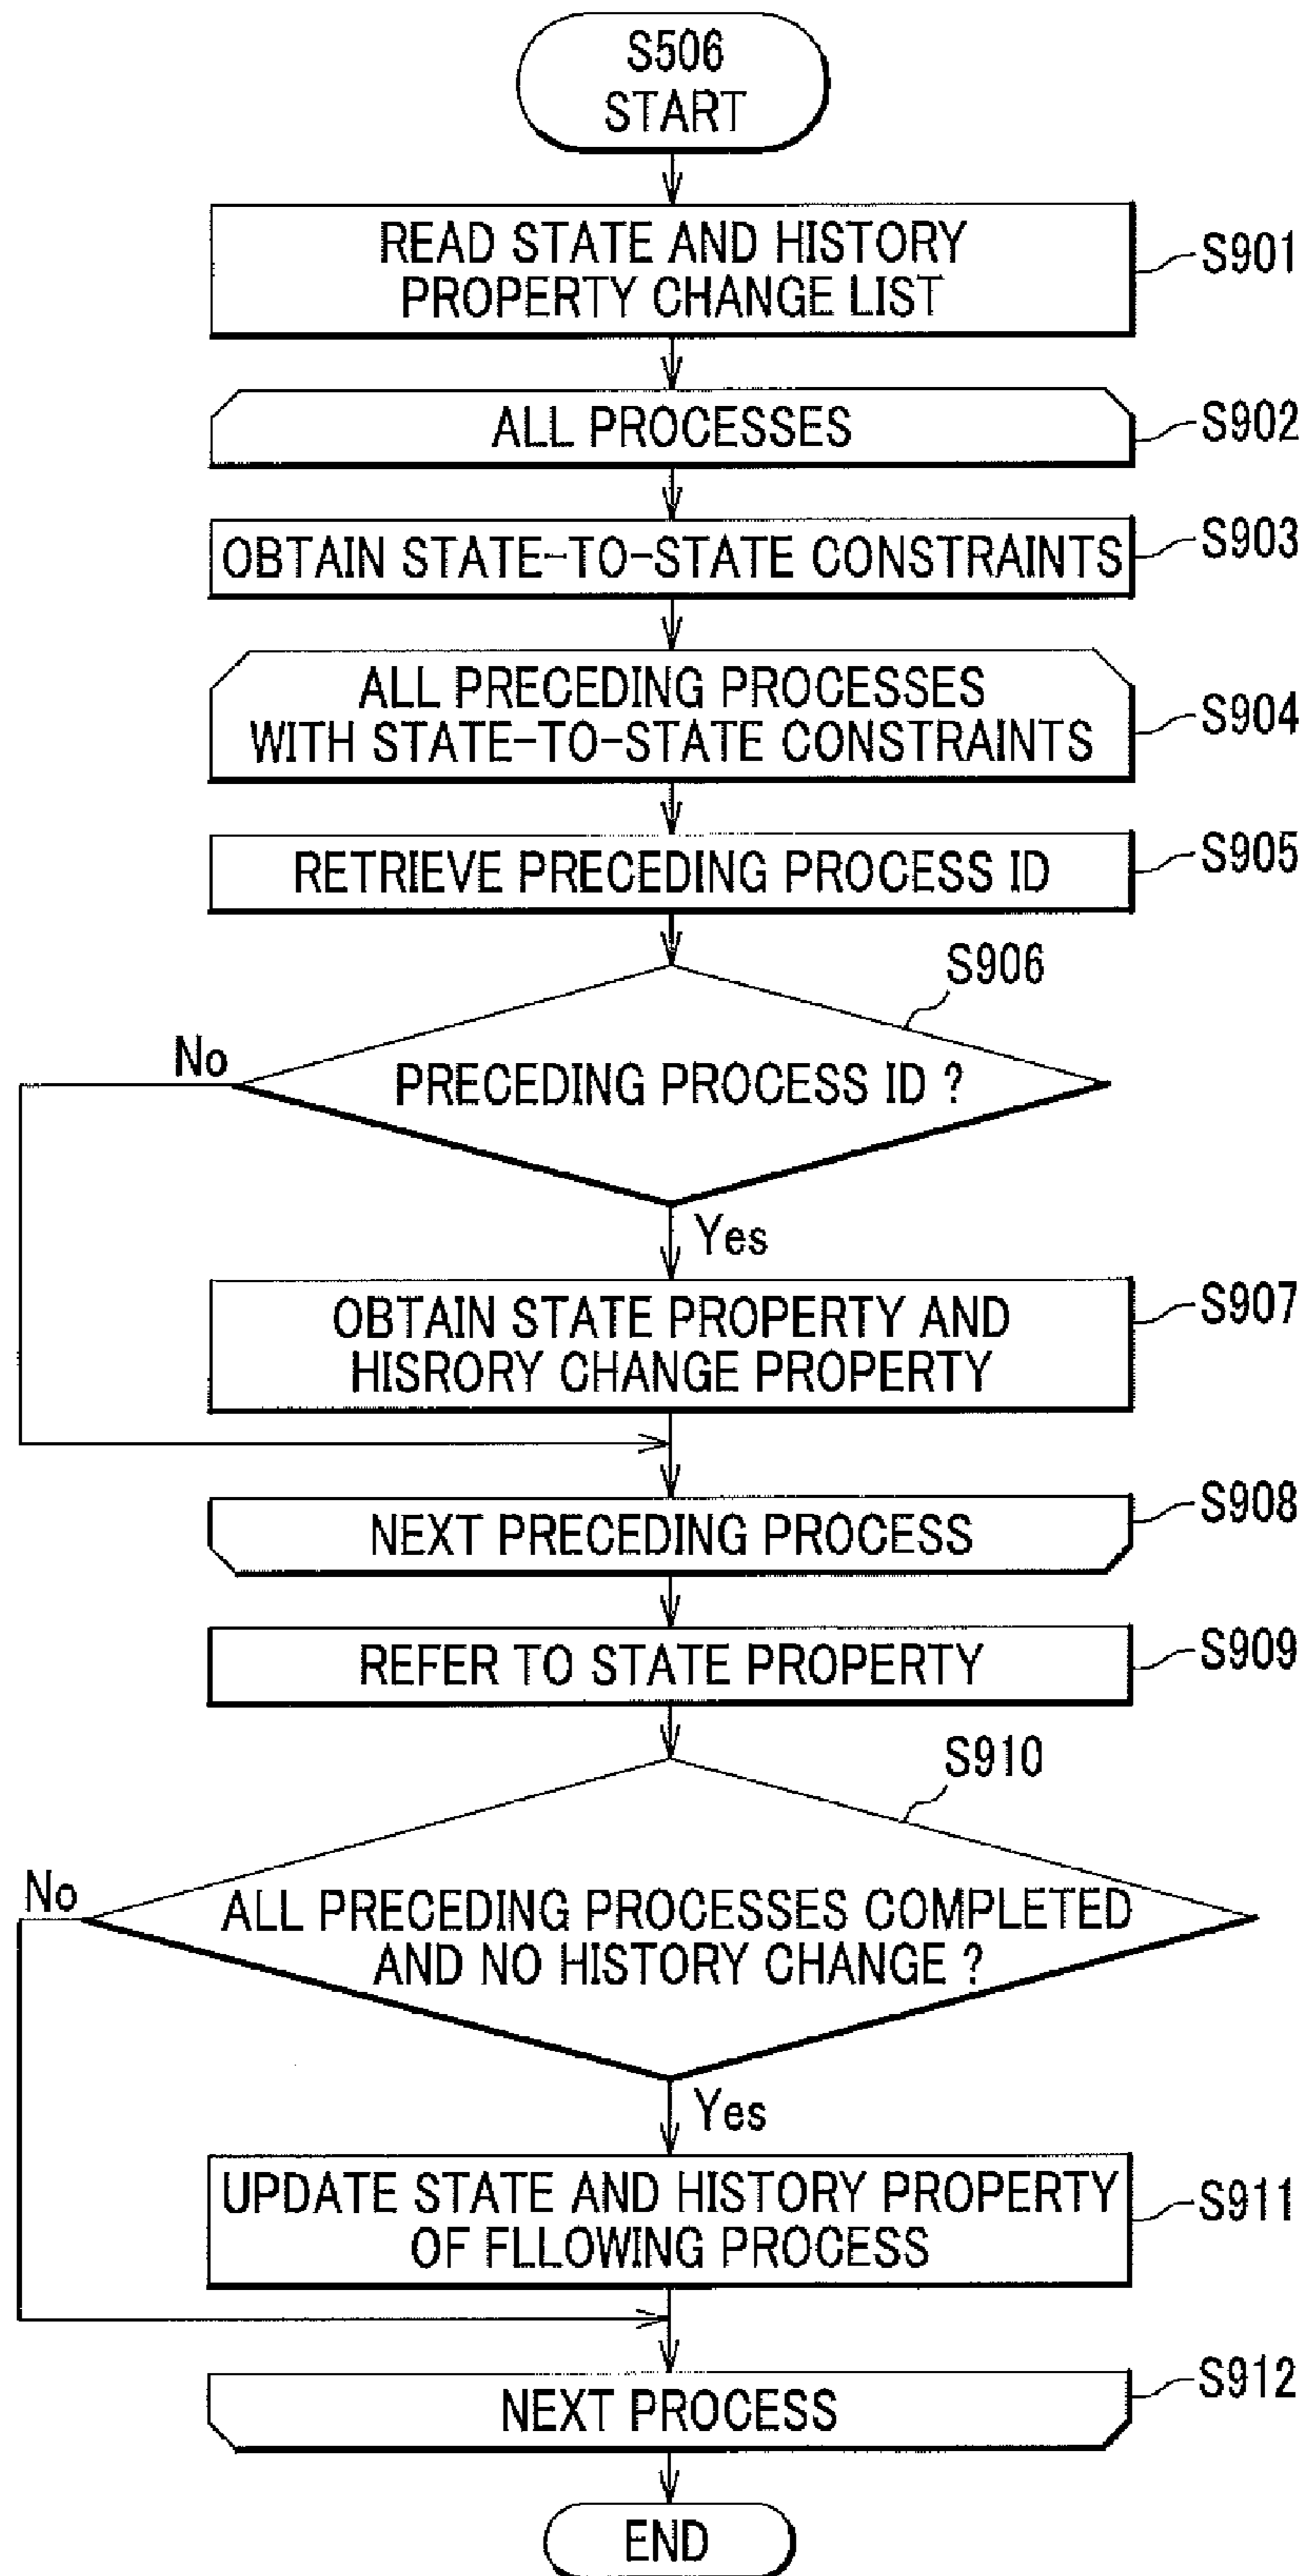 S506
START
READ STATE AND HISTORY
PROPERTY CHANGE LIST
S901
ALL PROCESSES
S902
OBTAIN STATE-TO-STATE CONSTRAINTS
S903
ALL PRECEDING PROCESSES
WITH STATE-TO-STATE CONSTRAINTS
S904
RETRIEVE PRECEDING PROCESS ID
S905
S906
No
PRECEDING PROCESS ID ?
Yes
OBTAIN STATE PROPERTY AND
HISRORY CHANGE PROPERTY
S907
NEXT PRECEDING PROCESS
S908
REFER TO STATE PROPERTY
S909
S910
No
ALL PRECEDING PROCESSES COMPLETED
AND NO HISTORY CHANGE ?
Yes
UPDATE STATE AND HISTORY PROPERTY
OF FLLOWING PROCESS
S911
NEXT PROCESS
S912
END